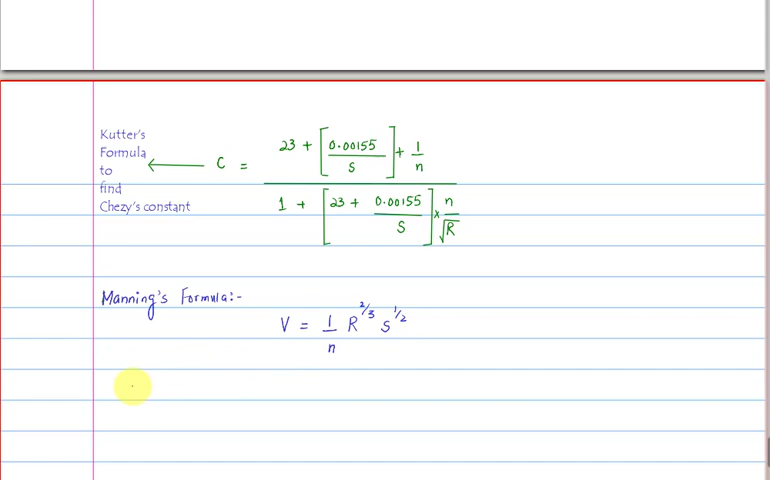 Kutter's
Formula
to
find
Chezy's constant
C = 23 + [0.00155/S] + 1/n
1 + [23 + 0.00155/S] x n/√R
Manning's Formula:-
V = 1/n R^2/3 S^1/2